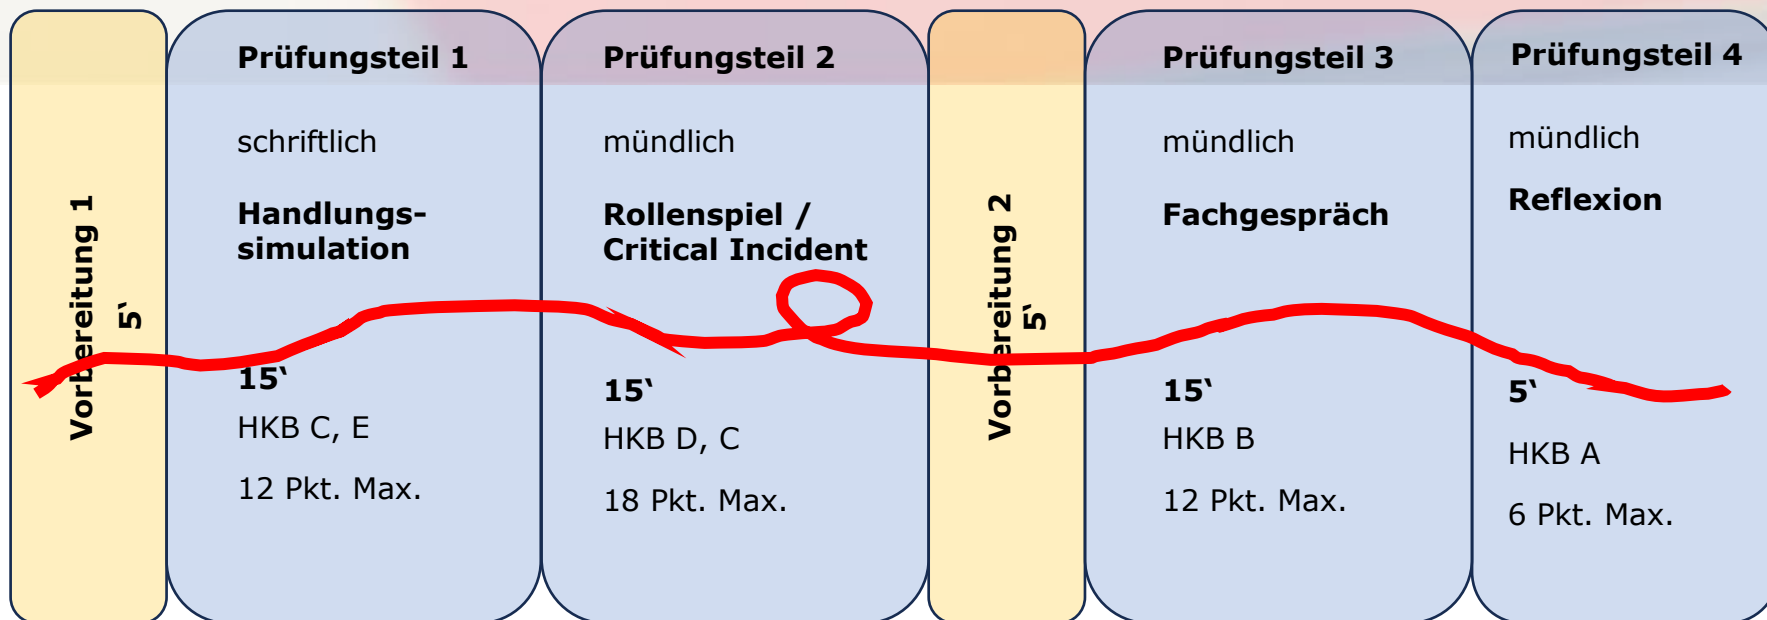 Vorbereitung 1
5‘
Prüfungsteil 1
schriftlich
Handlungs-
simulation
15‘
HKB C, E
12 Pkt. Max.
Prüfungsteil 2
mündlich
Rollenspiel /
Critical Incident
15‘
HKB D, C
18 Pkt. Max.
Vorbereitung 2
5‘
Prüfungsteil 3
mündlich
Fachgespräch
15‘
HKB B
12 Pkt. Max.
Prüfungsteil 4
mündlich
Reflexion
5‘
HKB A
6 Pkt. Max.